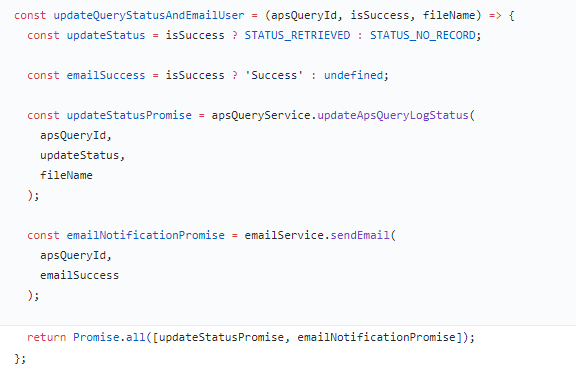 const updateQueryStatusAndEmailUser = (apsQueryId, isSuccess, fileName) => {
const updateStatus = isSuccess ? STATUS_RETRIEVED : STATUS_NO_RECORD;
const emailSuccess = isSuccess ? 'Success' : undefined;
const updateStatusPromise = apsQueryService.updateApsQueryLogStatus(
apsQueryId,
updateStatus,
fileName
);
const emailNotificationPromise = emailService.sendEmail(
apsQueryId,
emailSuccess
);
return Promise.all([updateStatusPromise, emailNotificationPromise]);
};